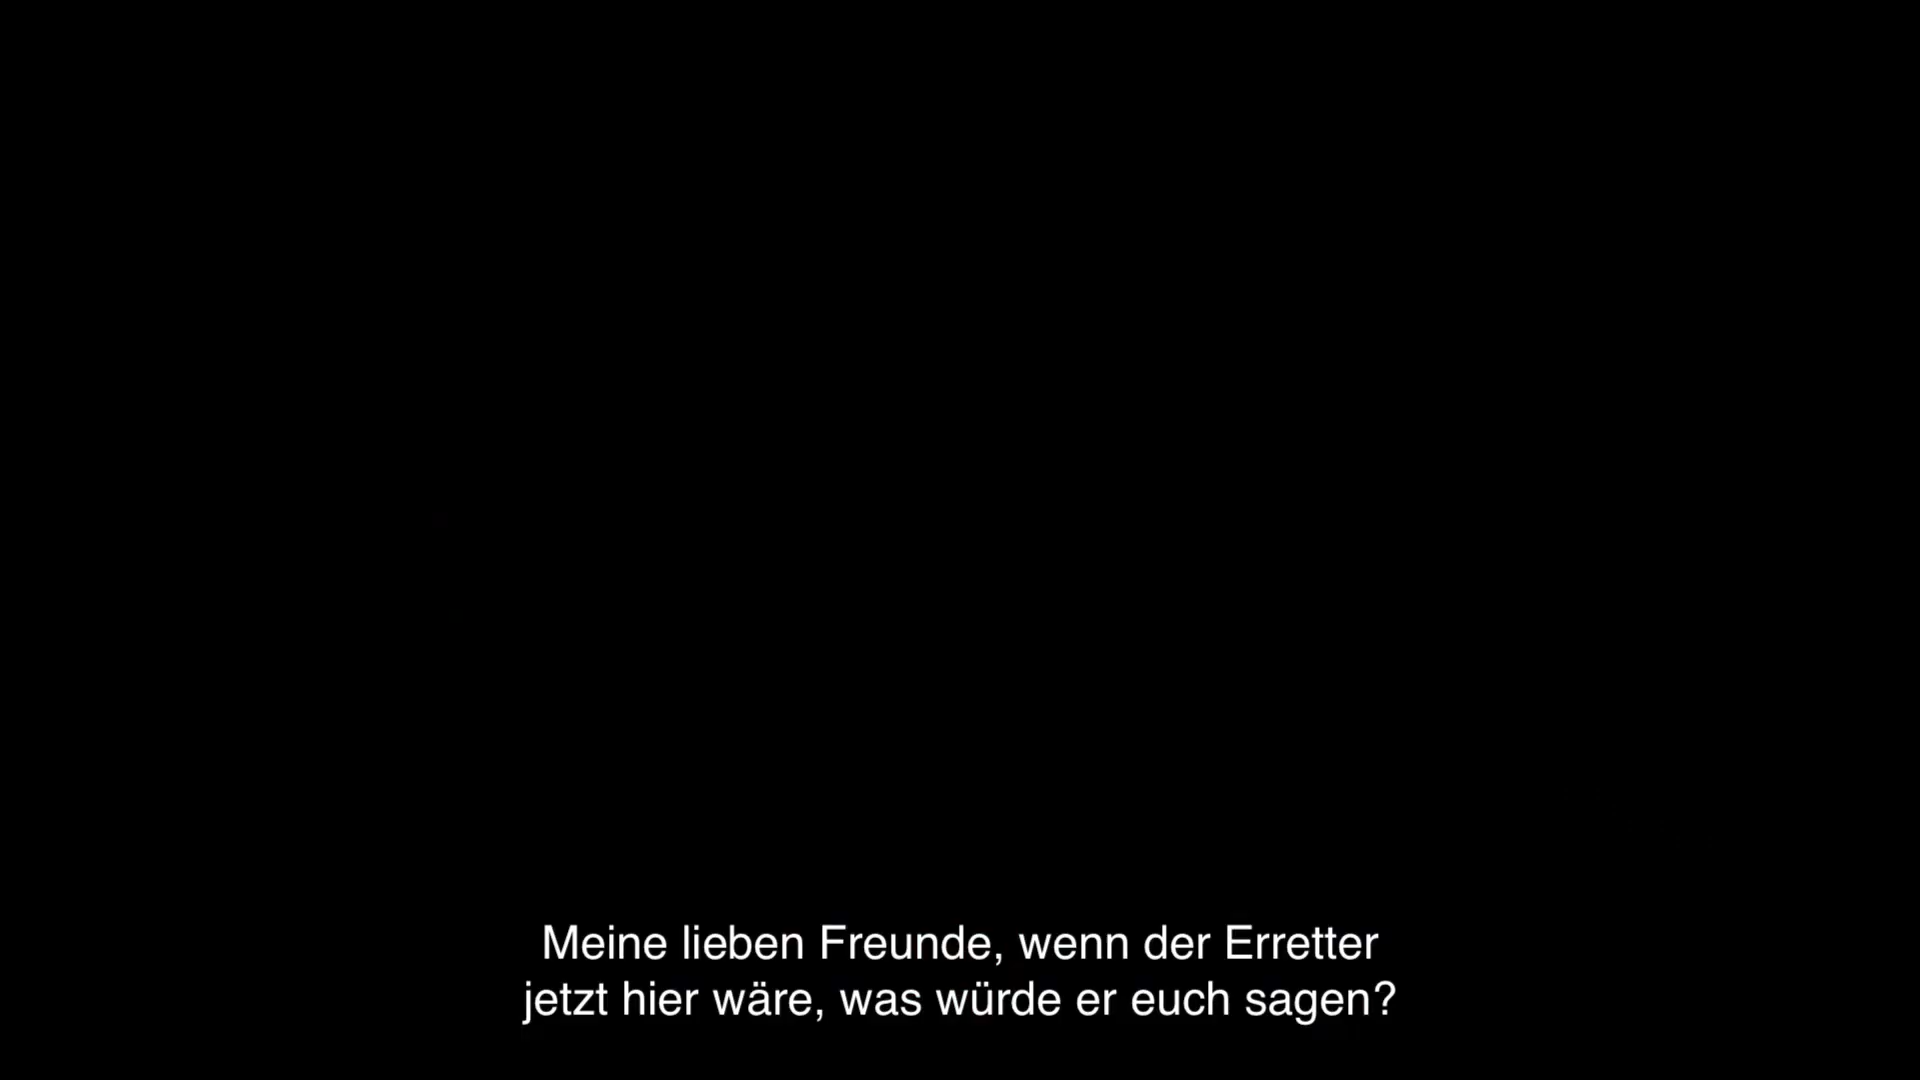 Meine lieben Freunde, wenn der Erretter
jetzt hier wäre, was würde er euch sagen?